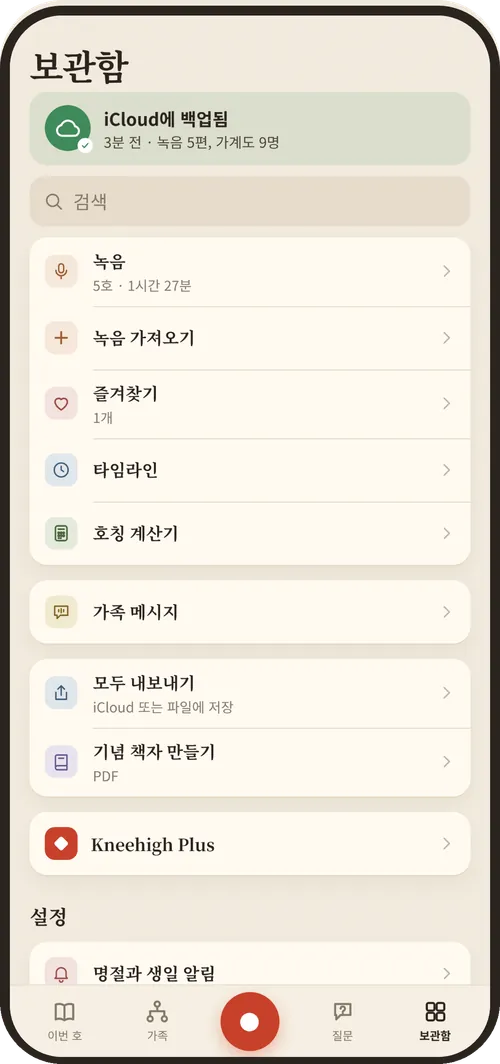 보관함
iCloud에 백업됨
3분 전 · 녹음 5편, 가계도 9명
검색
녹음
5호 · 1시간 27분
녹음 가져오기
즐겨찾기
1개
타임라인
호칭 계산기
가족 메시지
모두 내보내기
iCloud 또는 파일에 저장
기념 책자 만들기
PDF
Kneehigh Plus
설정
명절과 생일 알림
이번 호
가족
질문
보관함